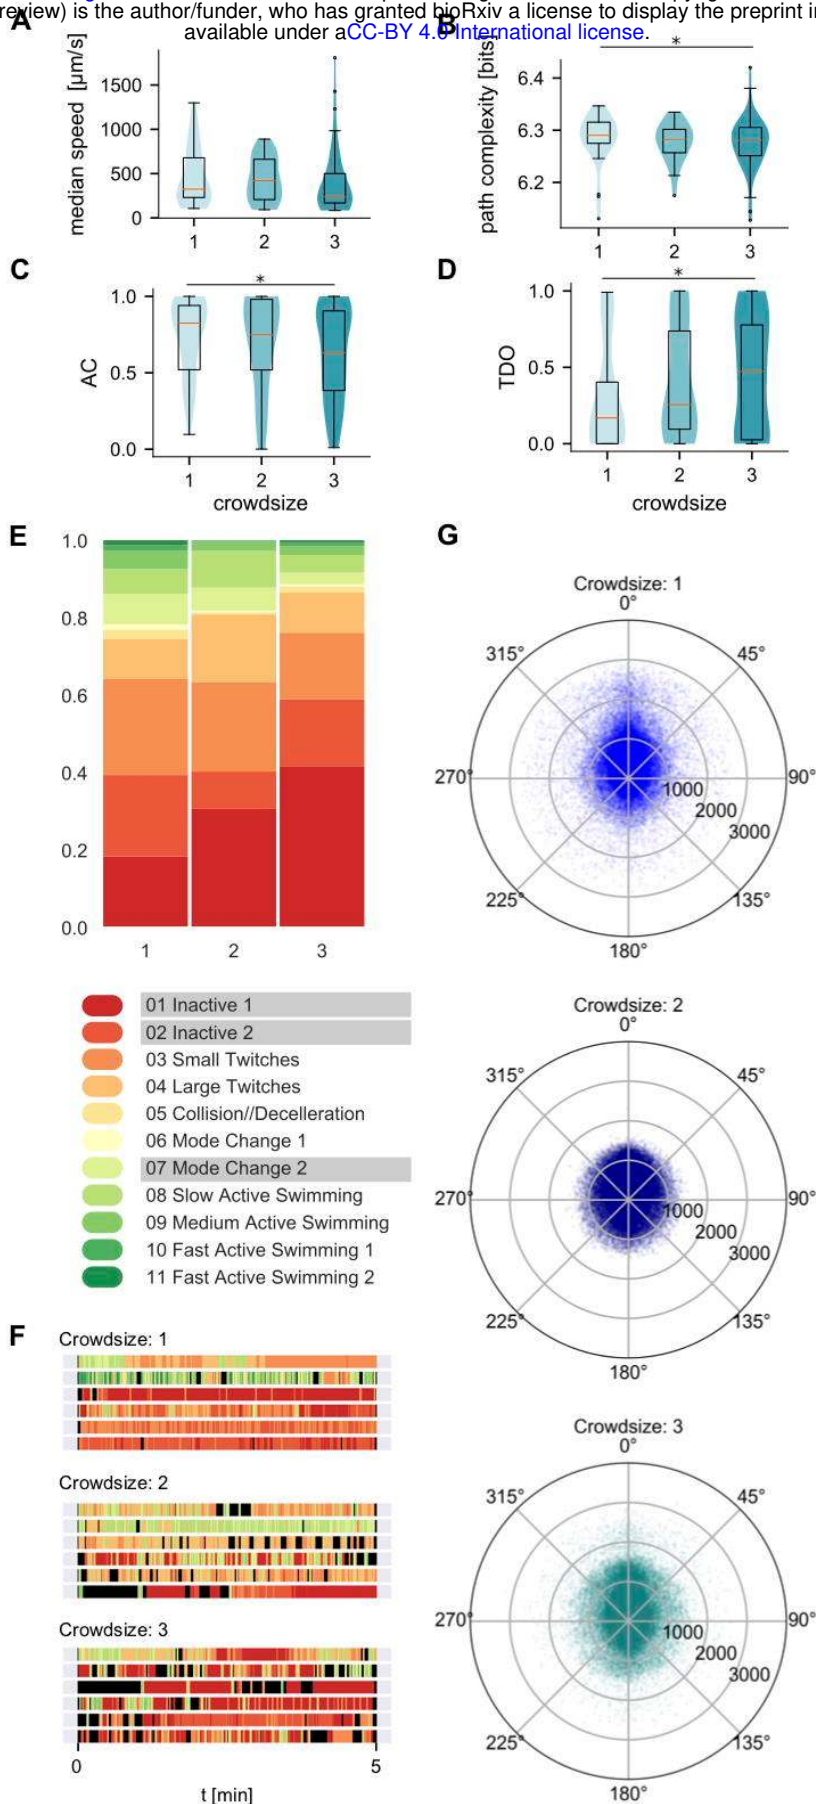 review) is the author/funder, who has granted bioRxiv a license to display the preprint in
available under aCC-BY 4.0 International license.
A
median speed [µm/s]
1500
1000
500
0
1 2 3
B
path complexity [bits]
*
6.4
6.3
6.2
1 2 3
C
*
AC
1.0
0.5
0.0
1 2 3
crowdsize
D
*
TDO
1.0
0.5
0.0
1 2 3
crowdsize
E
1.0
0.8
0.6
0.4
0.2
0.0
1 2 3
01 Inactive 1
02 Inactive 2
03 Small Twitches
04 Large Twitches
05 Collision//Decelleration
06 Mode Change 1
07 Mode Change 2
08 Slow Active Swimming
09 Medium Active Swimming
10 Fast Active Swimming 1
11 Fast Active Swimming 2
F
Crowdsize: 1
Crowdsize: 2
Crowdsize: 3
0 5
t [min]
G
Crowdsize: 1
0°
315° 45°
270° 90°
1000
2000
3000
225° 135°
180°
Crowdsize: 2
0°
315° 45°
270° 90°
1000
2000
3000
225° 135°
180°
Crowdsize: 3
0°
315° 45°
270° 90°
1000
2000
3000
225° 135°
180°